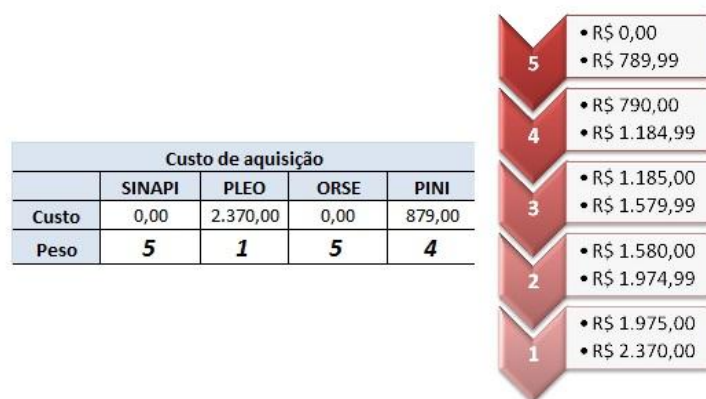 Custo de aquisição
SINAPI PLEO ORSE PINI
Custo 0,00 2.370,00 0,00 879,00
Peso 5 1 5 4
5
• R$ 0,00
• R$ 789,99
4
• R$ 790,00
• R$ 1.184,99
3
• R$ 1.185,00
• R$ 1.579,99
2
• R$ 1.580,00
• R$ 1.974,99
1
• R$ 1.975,00
• R$ 2.370,00